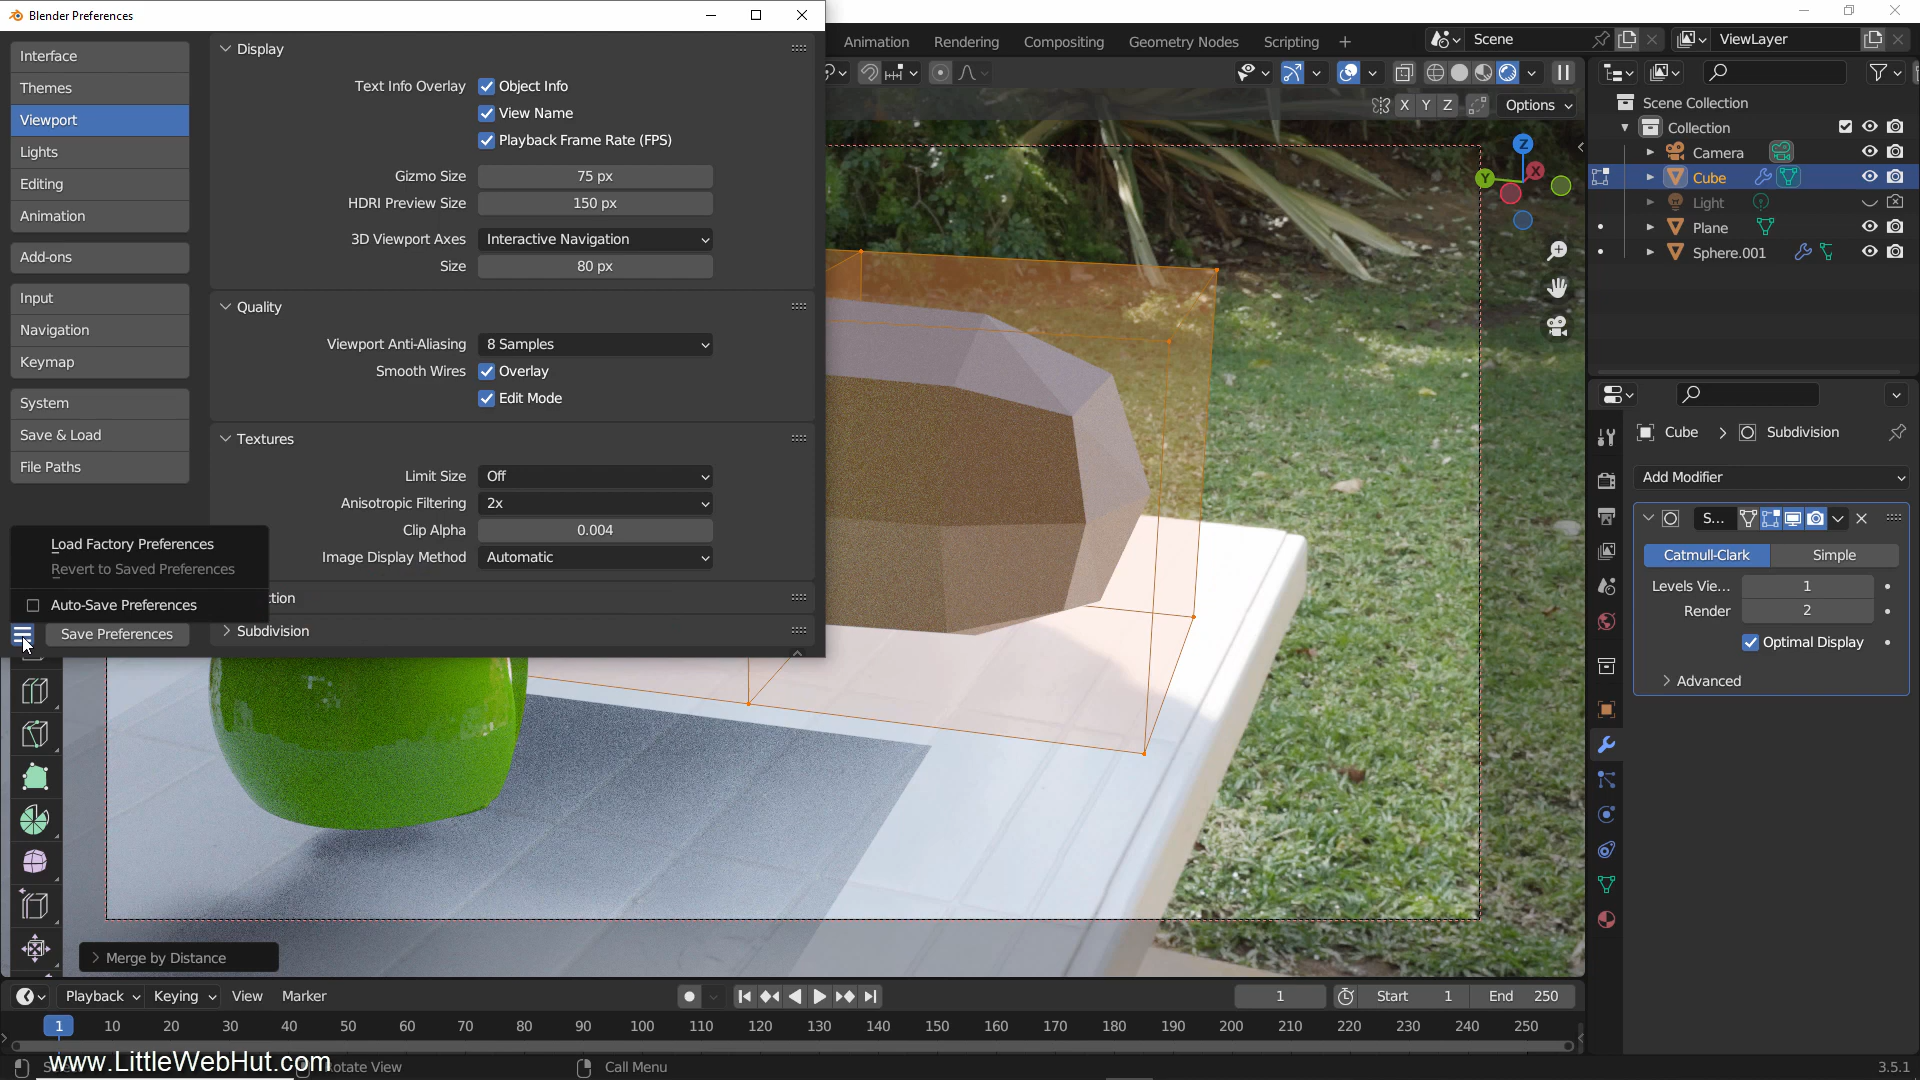 Blender Preferences
Interface
Themes
Viewport
Lights
Editing
Animation
Add-ons
Input
Navigation
Keymap
System
Save & Load
File Paths
Load Factory Preferences
Revert to Saved Preferences
Auto-Save Preferences
Save Preferences
Display
Text Info Overlay Object Info
View Name
Playback Frame Rate (FPS)
Gizmo Size 75 px
HDRI Preview Size 150 px
3D Viewport Axes Interactive Navigation
Size 80 px
Quality
Viewport Anti-Aliasing 8 Samples
Smooth Wires Overlay
Edit Mode
Textures
Limit Size Off
Anisotropic Filtering 2x
Clip Alpha 0.004
Image Display Method Automatic
ction
Subdivision
Animation Rendering Compositing Geometry Nodes Scripting
Scene
ViewLayer
X Y Z Options
Z
Y
X
Scene Collection
Collection
Camera
Cube
Light
Plane
Sphere.001
Cube > Subdivision
Add Modifier
S...
Catmull-Clark Simple
Levels Vie... 1
Render 2
Optimal Display
Advanced
Merge by Distance
Playback Keying View Marker
1 Start 1 End 250
1 10 20 30 40 50 60 70 80 90 100 110 120 130 140 150 160 170 180 190 200 210 220 230 240 250
www.LittleWebHut.com
otate View
Call Menu
3.5.1